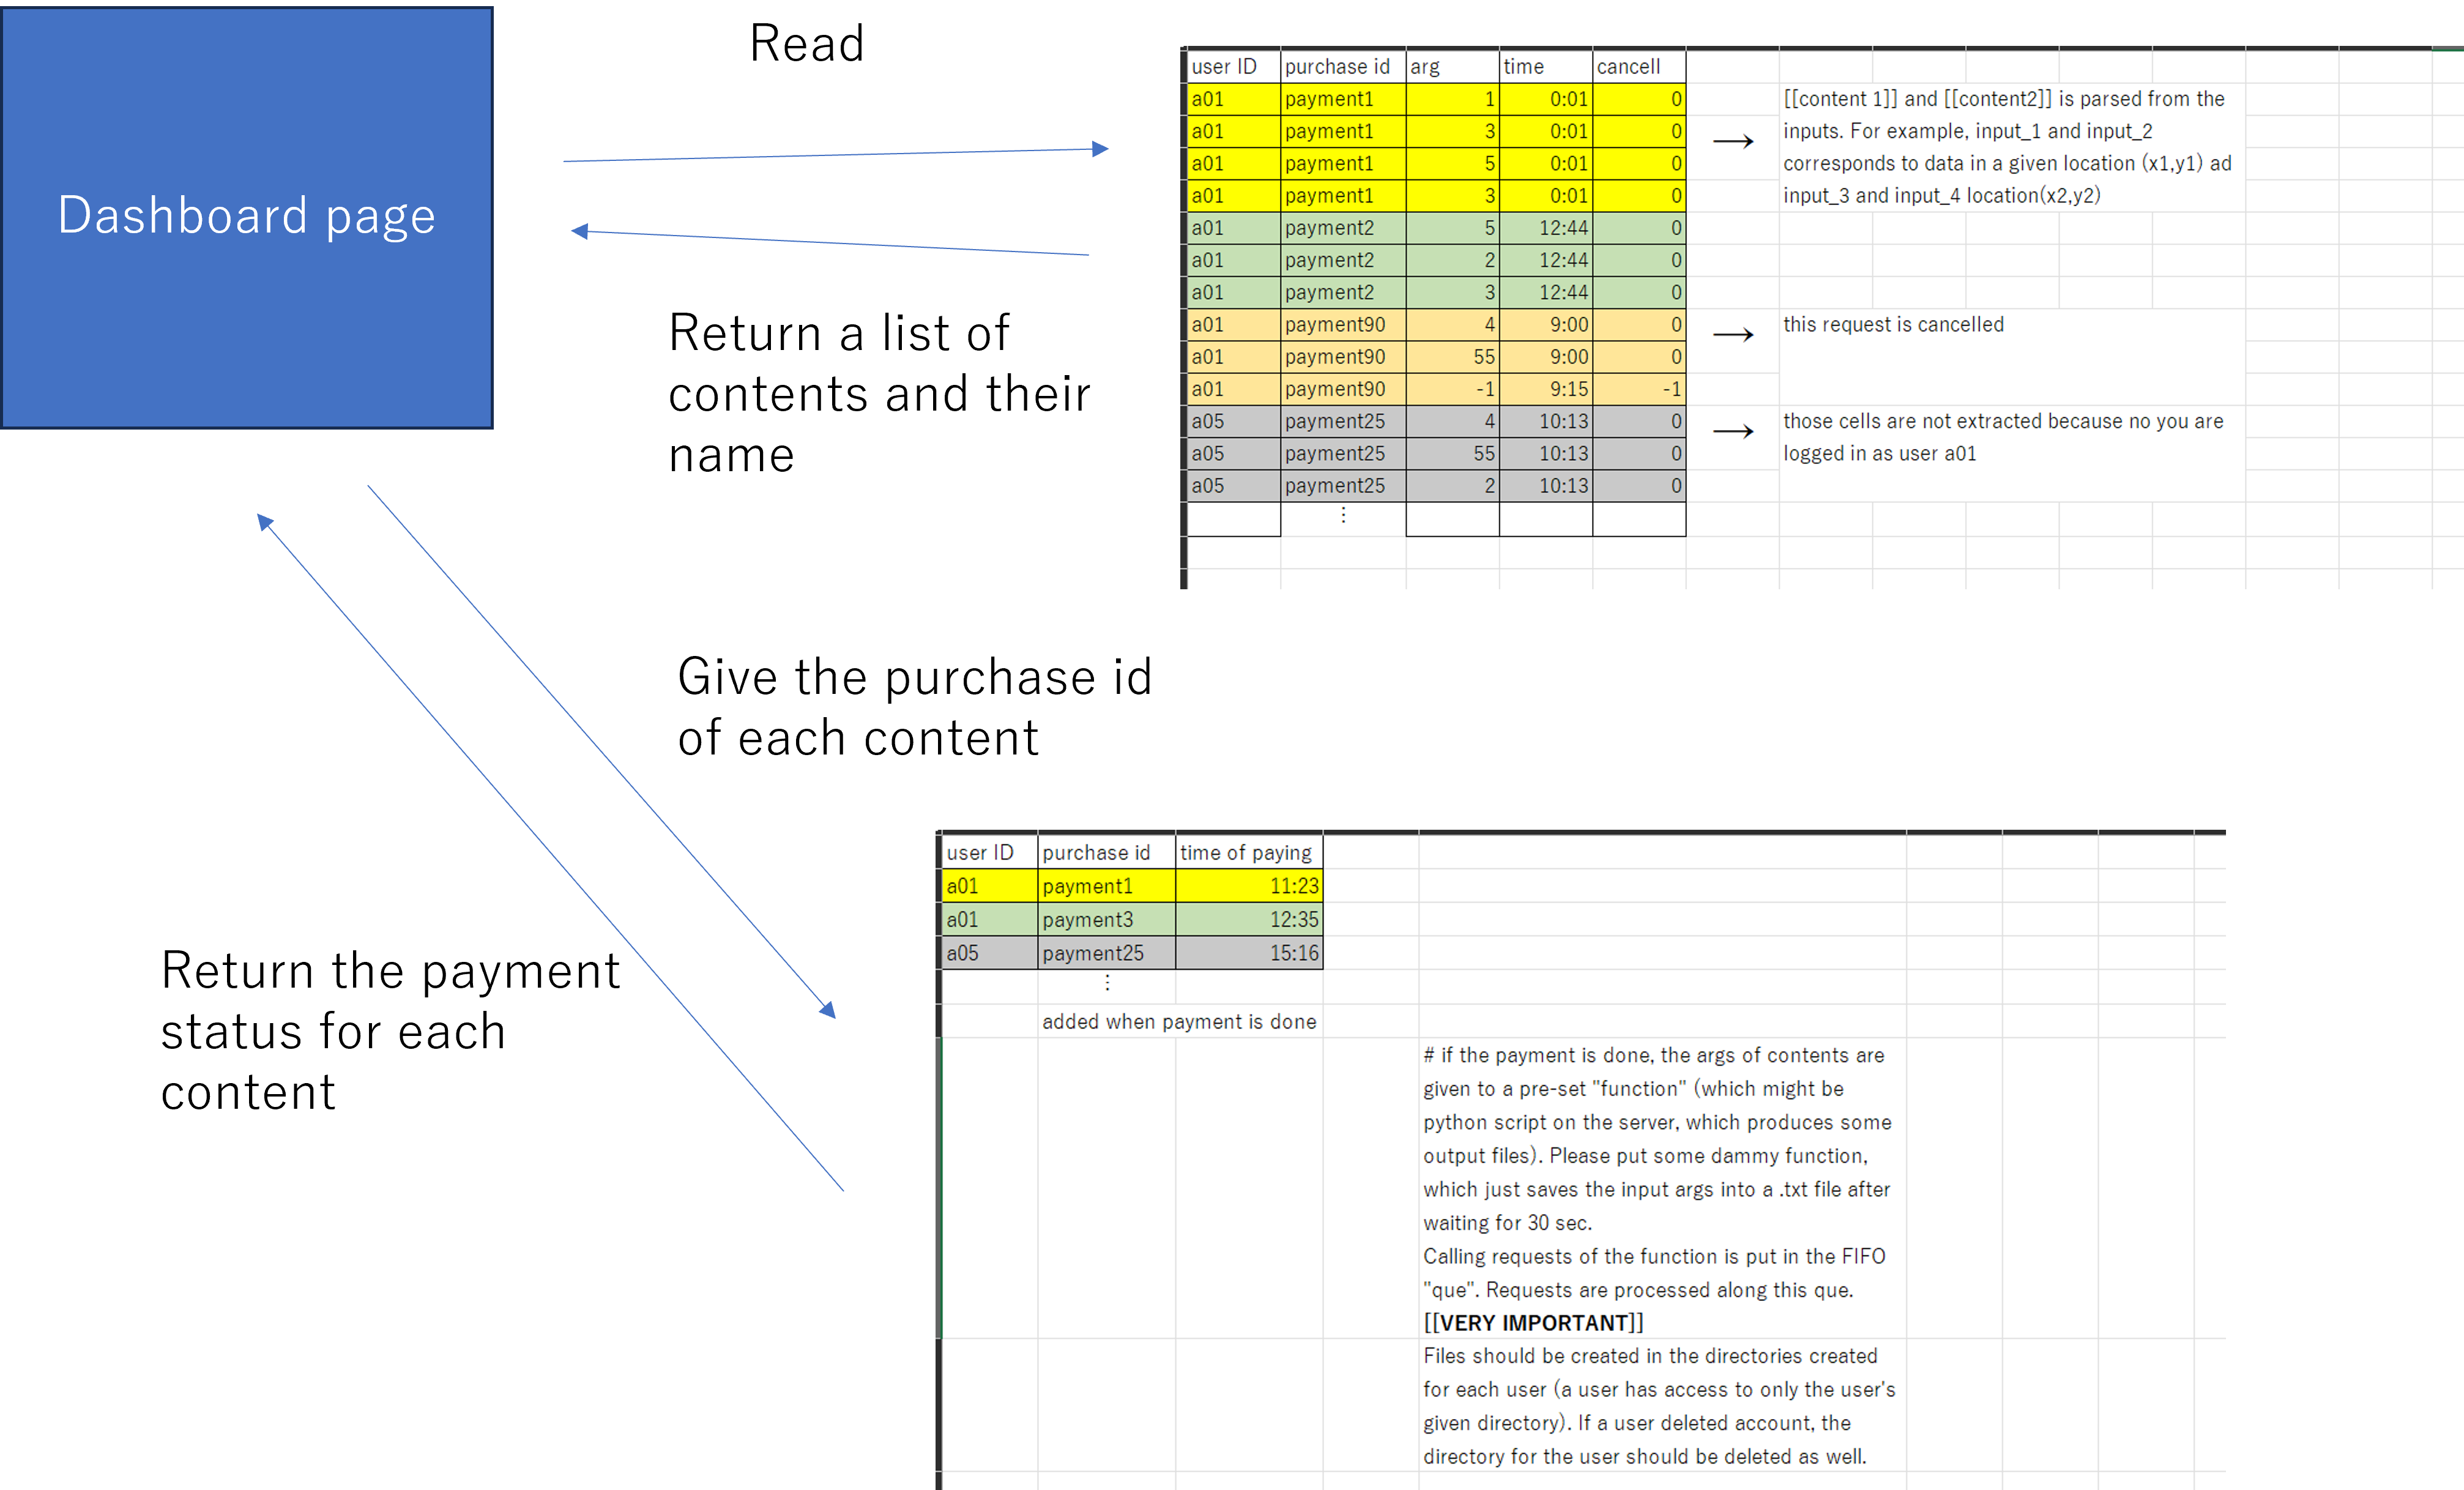 Read
Dashboard page
Return a list of
contents and their
name
user ID purchase id arg time cancell
a01 payment1 1 0:01 0
a01 payment1 3 0:01 0
a01 payment1 5 0:01 0
a01 payment1 3 0:01 0
a01 payment2 5 12:44 0
a01 payment2 2 12:44 0
a01 payment2 3 12:44 0
a01 payment90 4 9:00 0
a01 payment90 55 9:00 0
a01 payment90 -1 9:15 -1
a05 payment25 4 10:13 0
a05 payment25 55 10:13 0
a05 payment25 2 10:13 0
⋮
→
[[content 1]] and [[content2]] is parsed from the
inputs. For example, input_1 and input_2
corresponds to data in a given location (x1,y1) ad
input_3 and input_4 location(x2,y2)
→
this request is cancelled
→
those cells are not extracted because no you are
logged in as user a01
Give the purchase id
of each content
Return the payment
status for each
content
user ID purchase id time of paying
a01 payment1 11:23
a01 payment3 12:35
a05 payment25 15:16
⋮
added when payment is done
# if the payment is done, the args of contents are
given to a pre-set "function" (which might be
python script on the server, which produces some
output files). Please put some dammy function,
which just saves the input args into a .txt file after
waiting for 30 sec.
Calling requests of the function is put in the FIFO
"que". Requests are processed along this que.
[[VERY IMPORTANT]]
Files should be created in the directories created
for each user (a user has access to only the user's
given directory). If a user deleted account, the
directory for the user should be deleted as well.